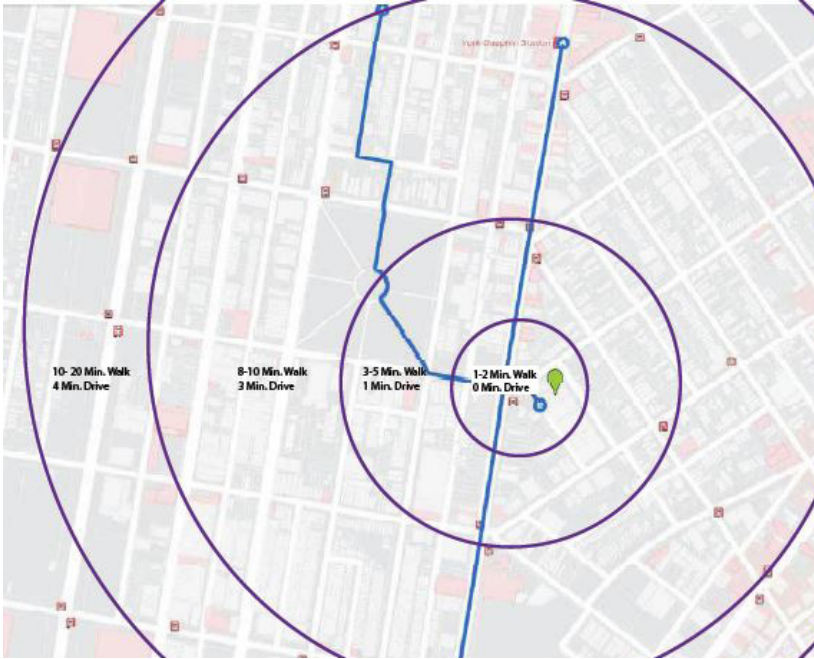 York-Dauphin Station
10- 20 Min. Walk
4 Min. Drive
8-10 Min. Walk
3 Min. Drive
3-5 Min. Walk
1 Min. Drive
1-2 Min. Walk
0 Min. Drive